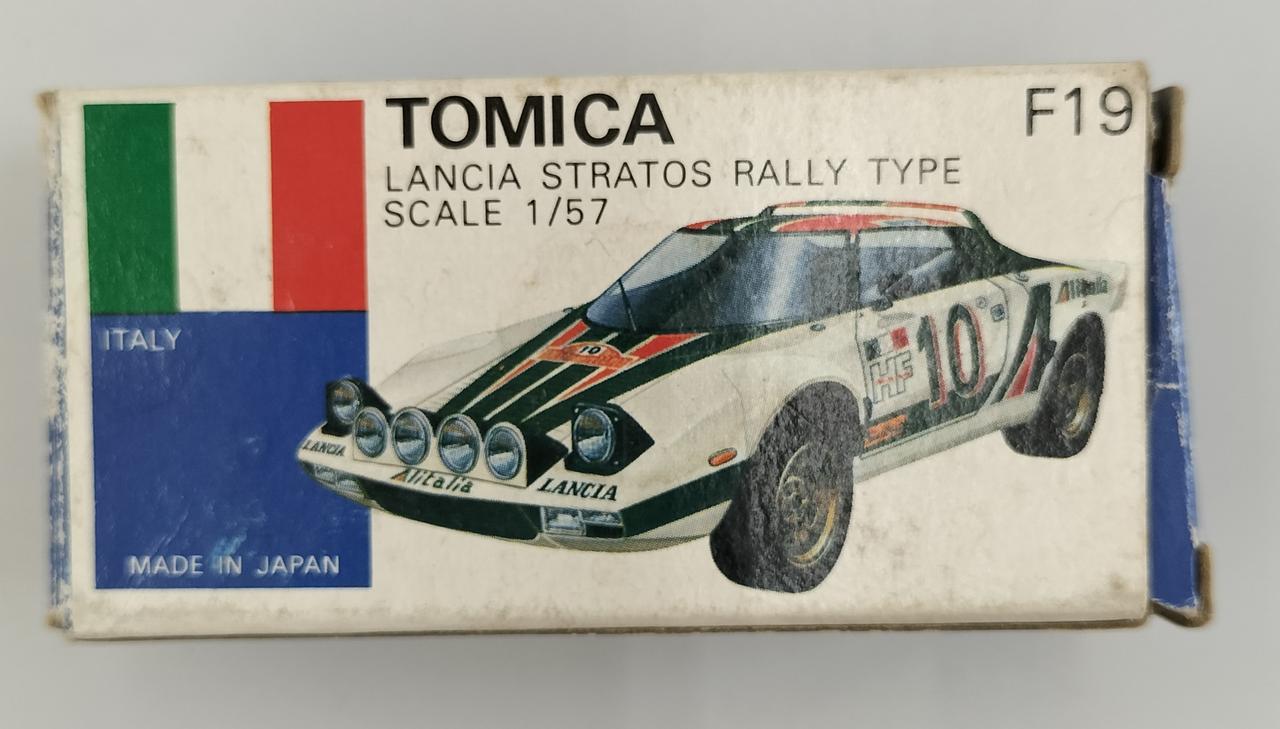 TOMICA
F19
LANCIA STRATOS RALLY TYPE
SCALE 1/57
ITALY
MADE IN JAPAN
10
HF
10
Alitalia
LANCIA
Alitalia
LANCIA